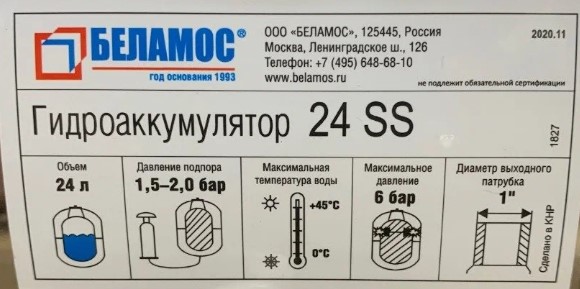 БЕЛАМОС®
год основания 1993
ООО «БЕЛАМОС», 125445, Россия
Москва, Ленинградское ш., 126
Телефон: +7 (495) 648-68-10
www.belamos.ru
2020.11
не подлежит обязательной сертификации
Гидроаккумулятор 24 SS
1827
Объем
24 л
Давление подпора
1,5–2,0 бар
Максимальная
температура воды
+45°C
0°C
Максимальное
давление
6 бар
Диаметр выходного
патрубка
1"
Сделано в КНР